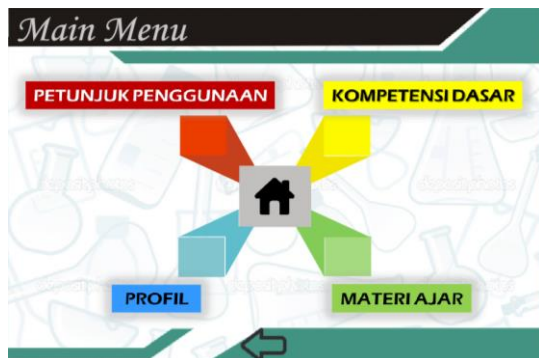 Main Menu
PETUNJUK PENGGUNAAN
KOMPETENSI DASAR
PROFIL
MATERI AJAR